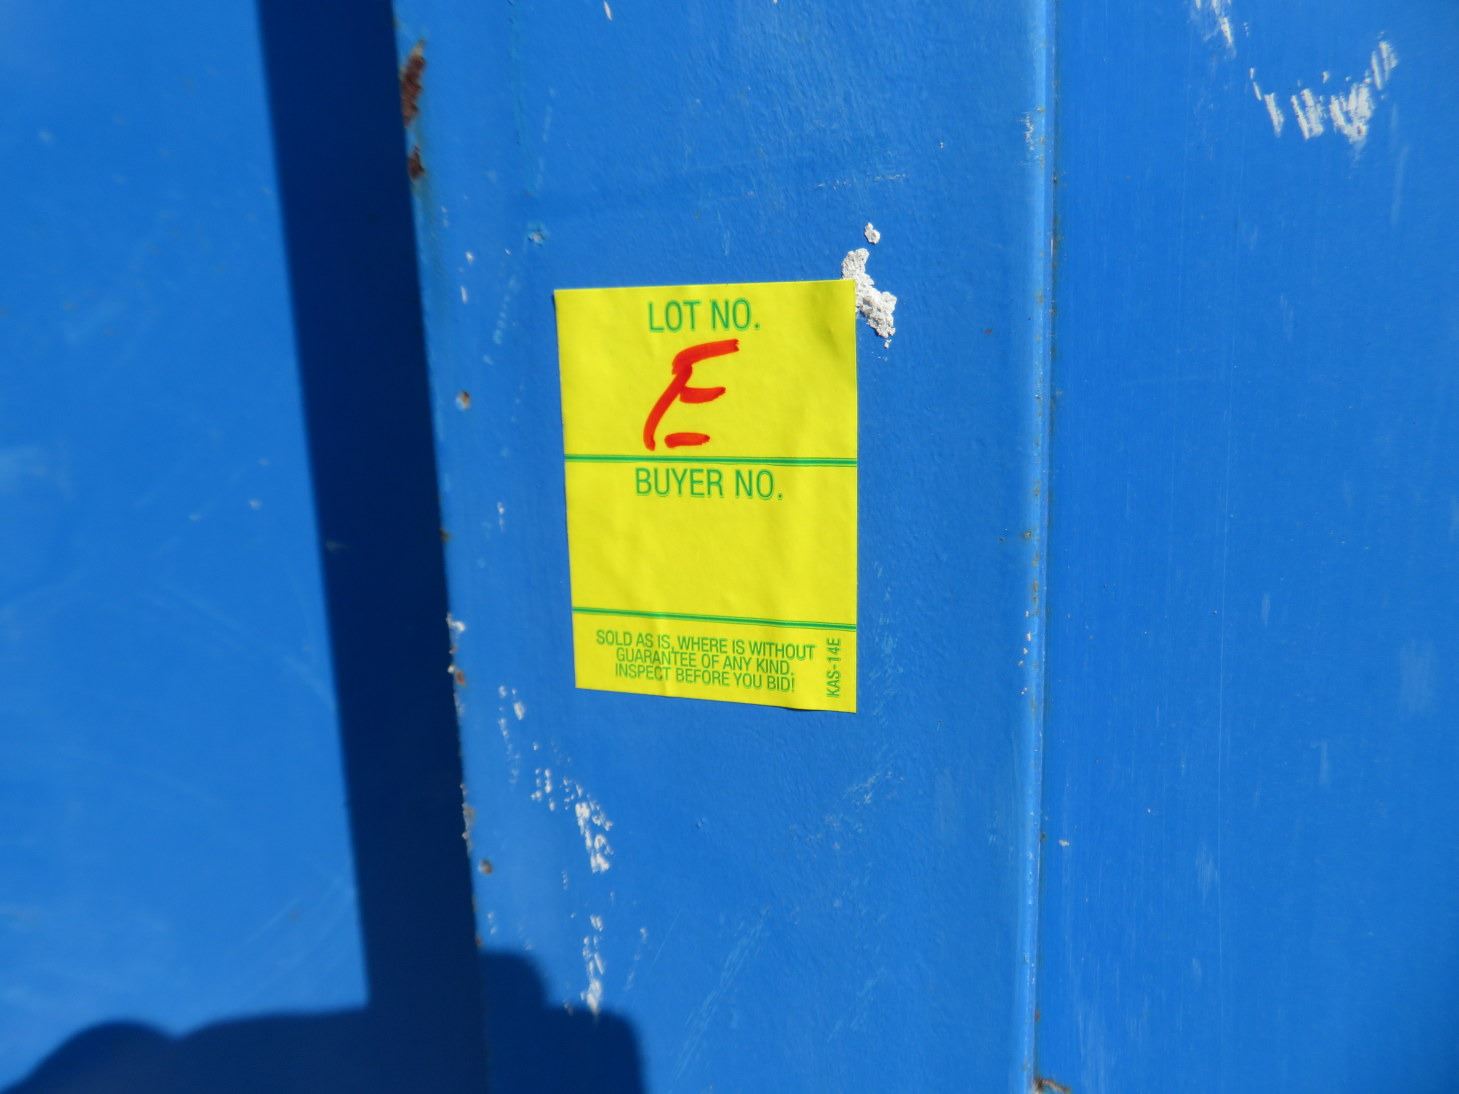 LOT NO.
E
BUYER NO.
SOLD AS IS, WHERE IS WITHOUT
GUARANTEE OF ANY KIND.
INSPECT BEFORE YOU BID!
KAS-14E